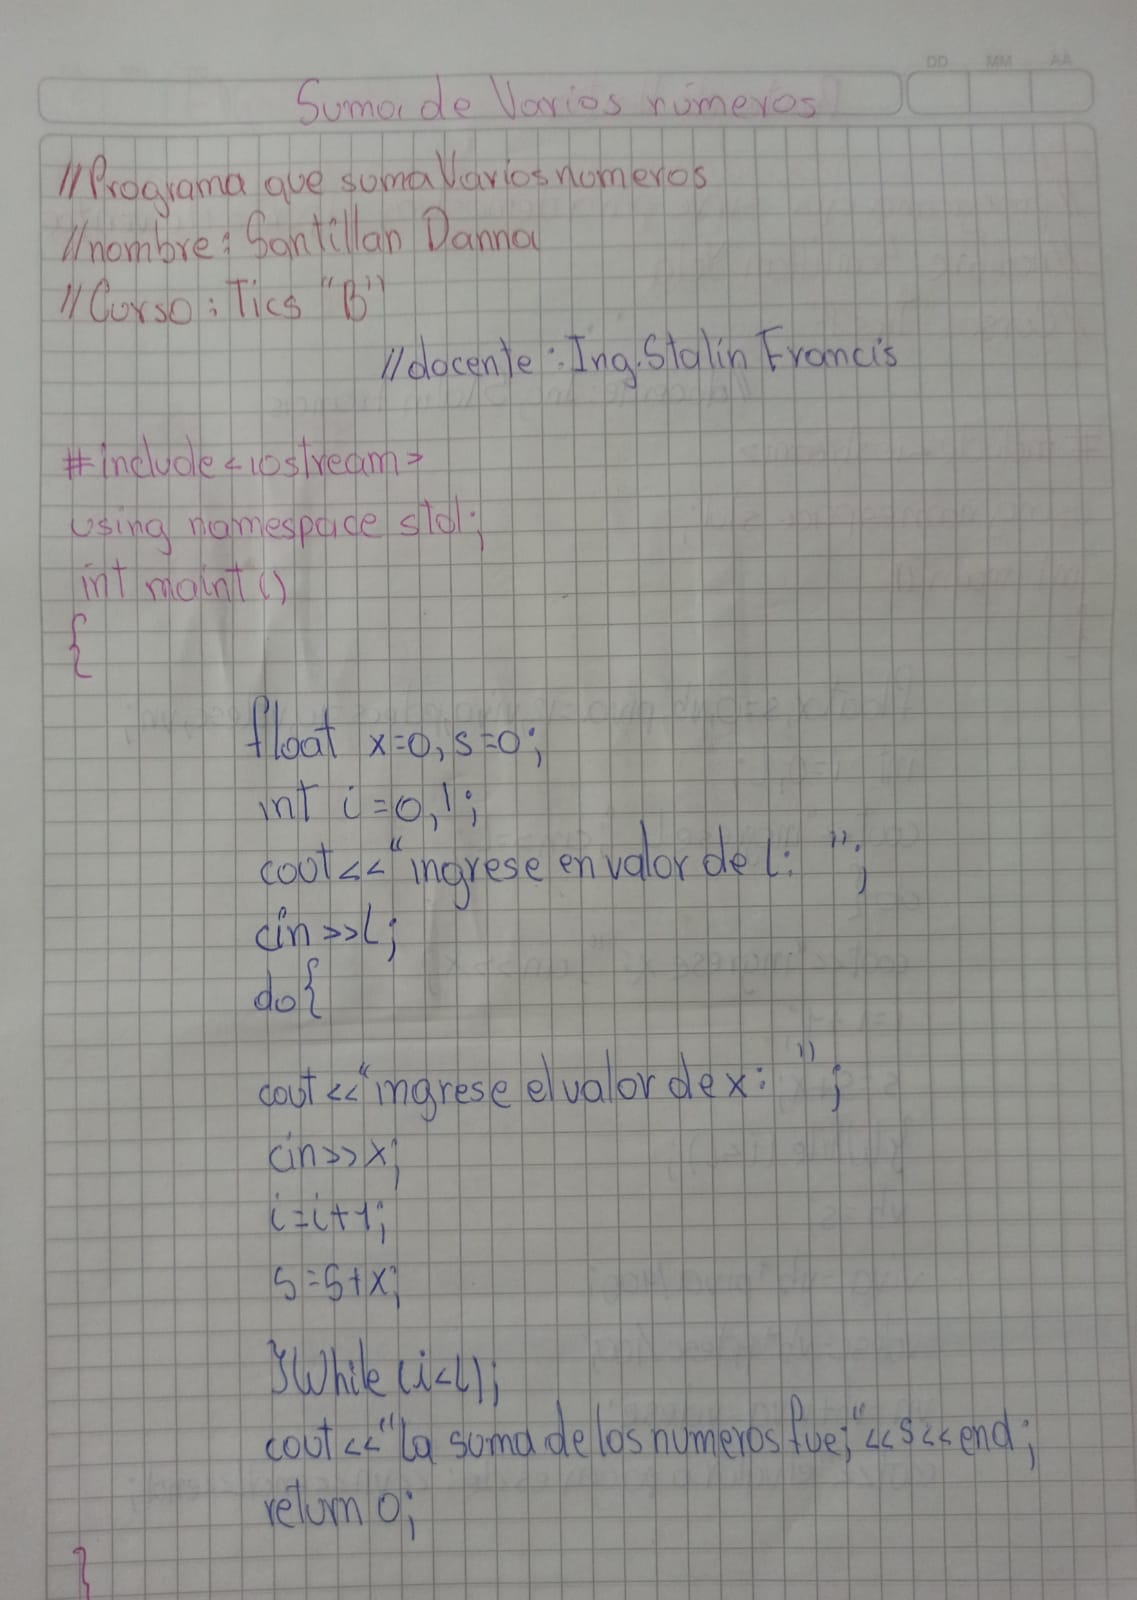 DD MM AA
Suma de Varios números
//Programa que suma Varios numeros
//nombre: Santillan Danna
//Curso: Tics "B"
//docente: Ing. Stalin Francis
#include <iostream>
using namespace std;
int maint ()
{
float x=0, s=0;
int i=0, l;
cout<<"ingrese en valor de L: ";
cin>>L;
do{
cout<<"ingrese el valor de x: ";
cin>>x;
i=i+1;
s=s+x;
}While (i<L);
cout<<"La suma de los numeros fue;"<<s<<end;
return 0;
}